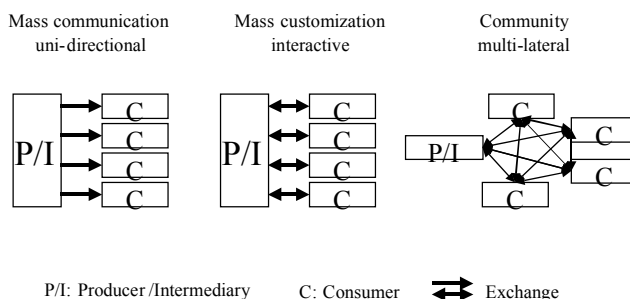 Mass communication
uni-directional
Mass customization
interactive
Community
multi-lateral
P/I
C
C
C
C
P/I
C
C
C
C
P/I
C
C
C
C
P/I: Producer /Intermediary C: Consumer Exchange